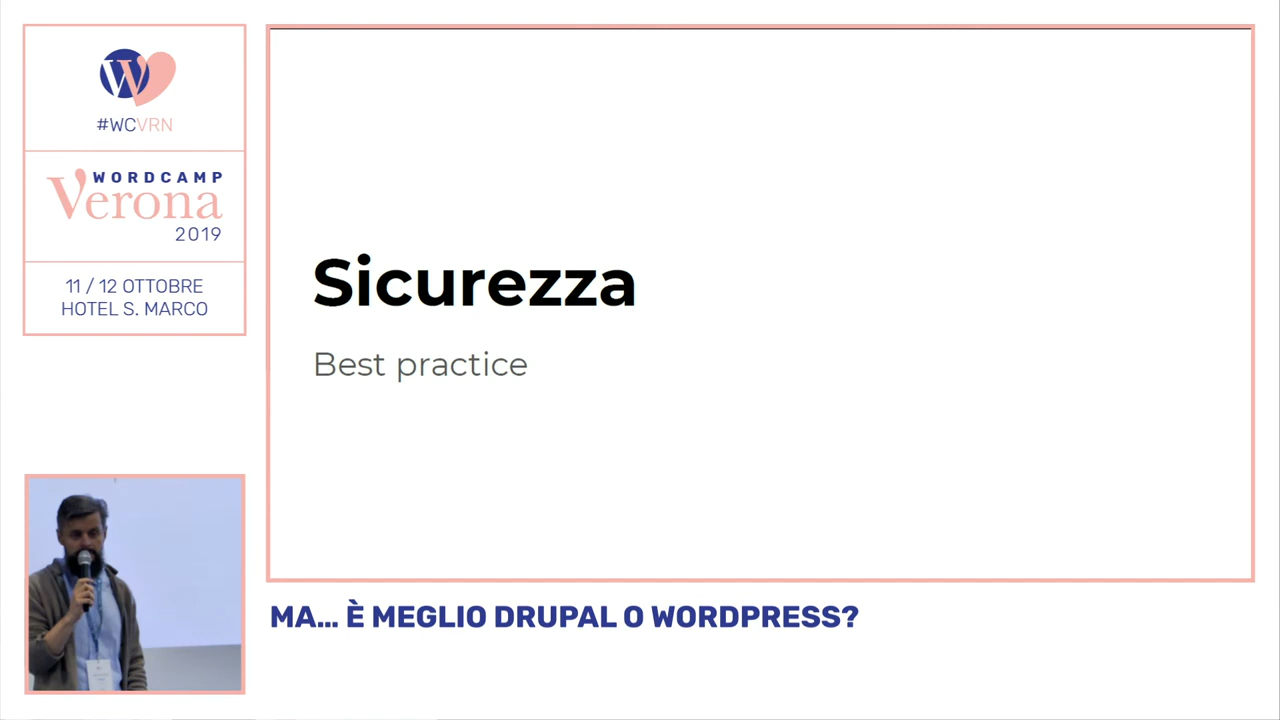 #WCVRN
WORDCAMP
Verona
2019
11 / 12 OTTOBRE
HOTEL S. MARCO
Sicurezza
Best practice
MA... È MEGLIO DRUPAL O WORDPRESS?